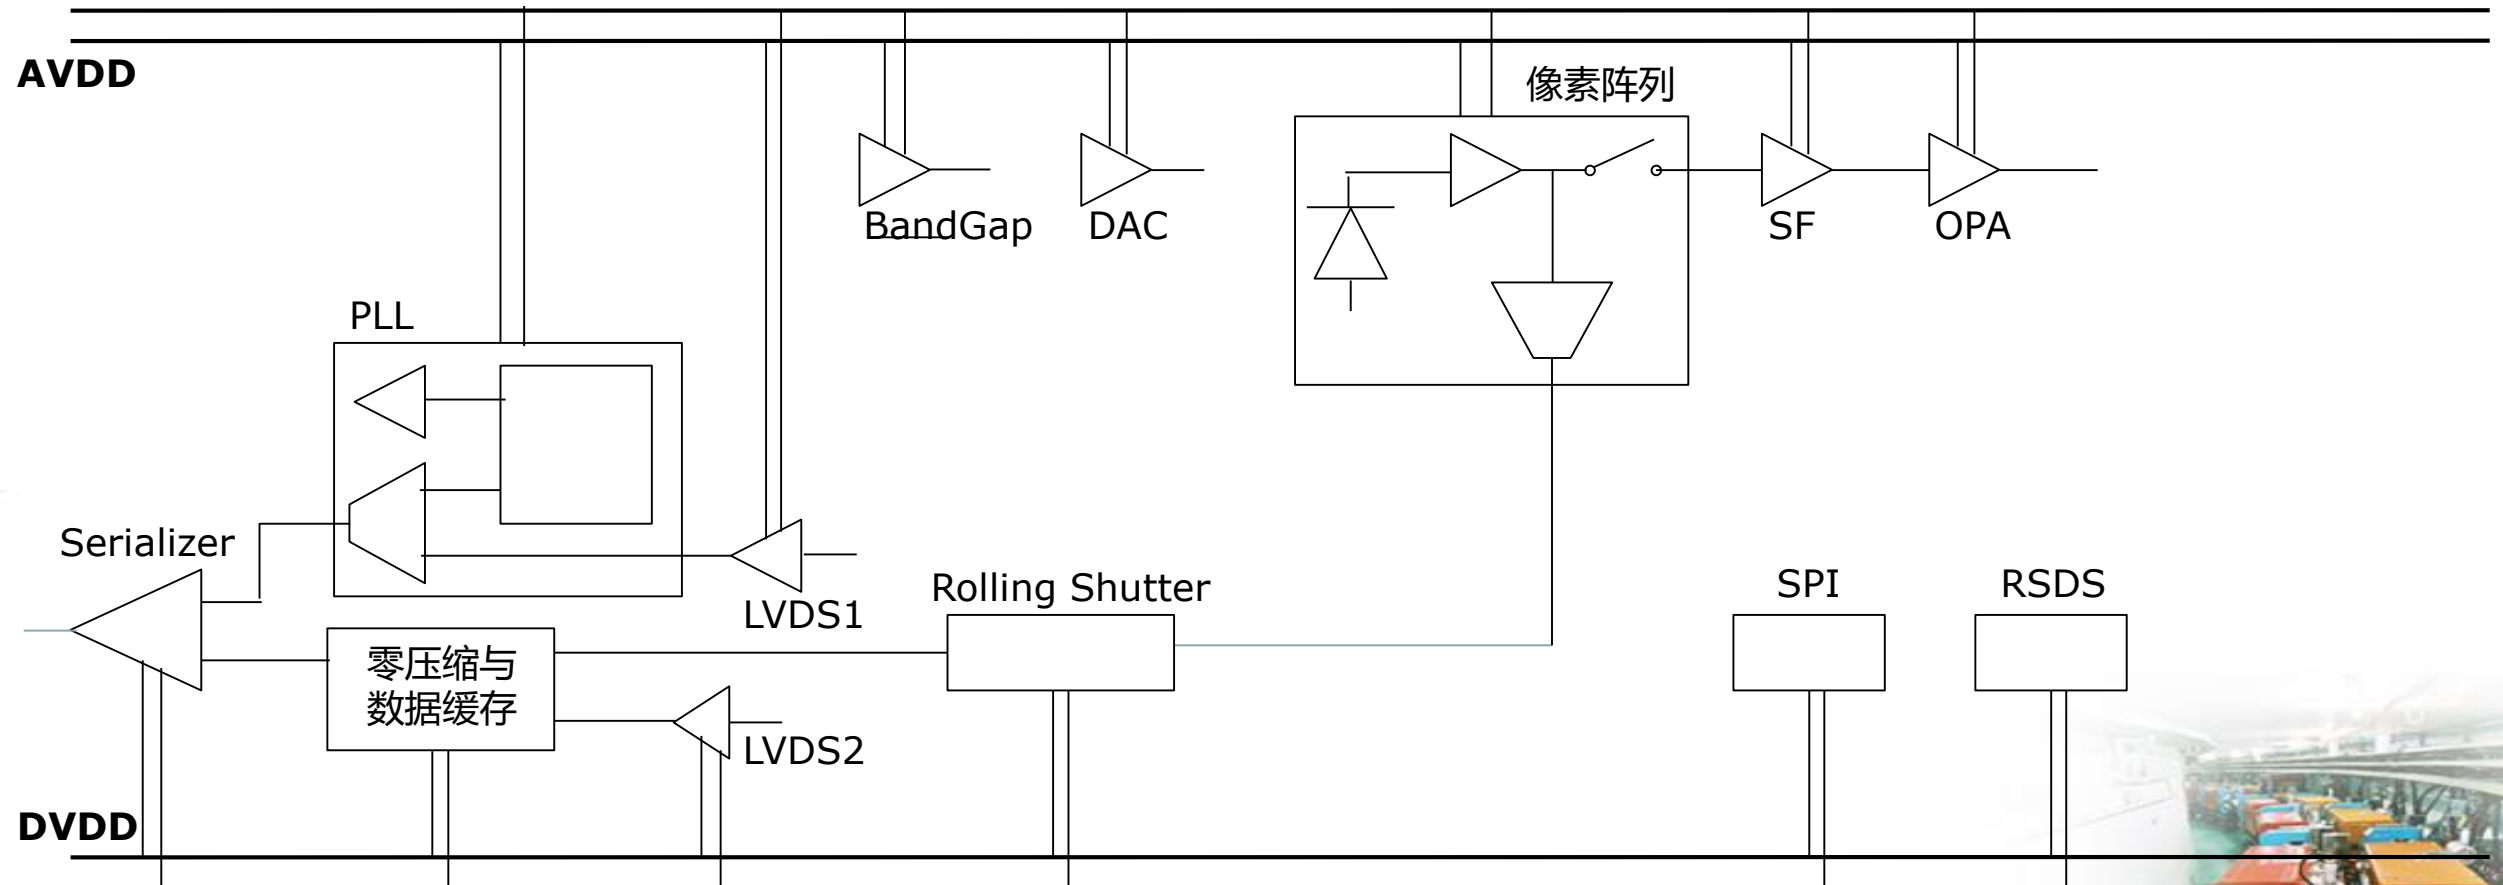 AVDD
像素阵列
BandGap
DAC
SF
OPA
PLL
Serializer
LVDS1
Rolling Shutter
SPI
RSDS
零压缩与
数据缓存
LVDS2
DVDD